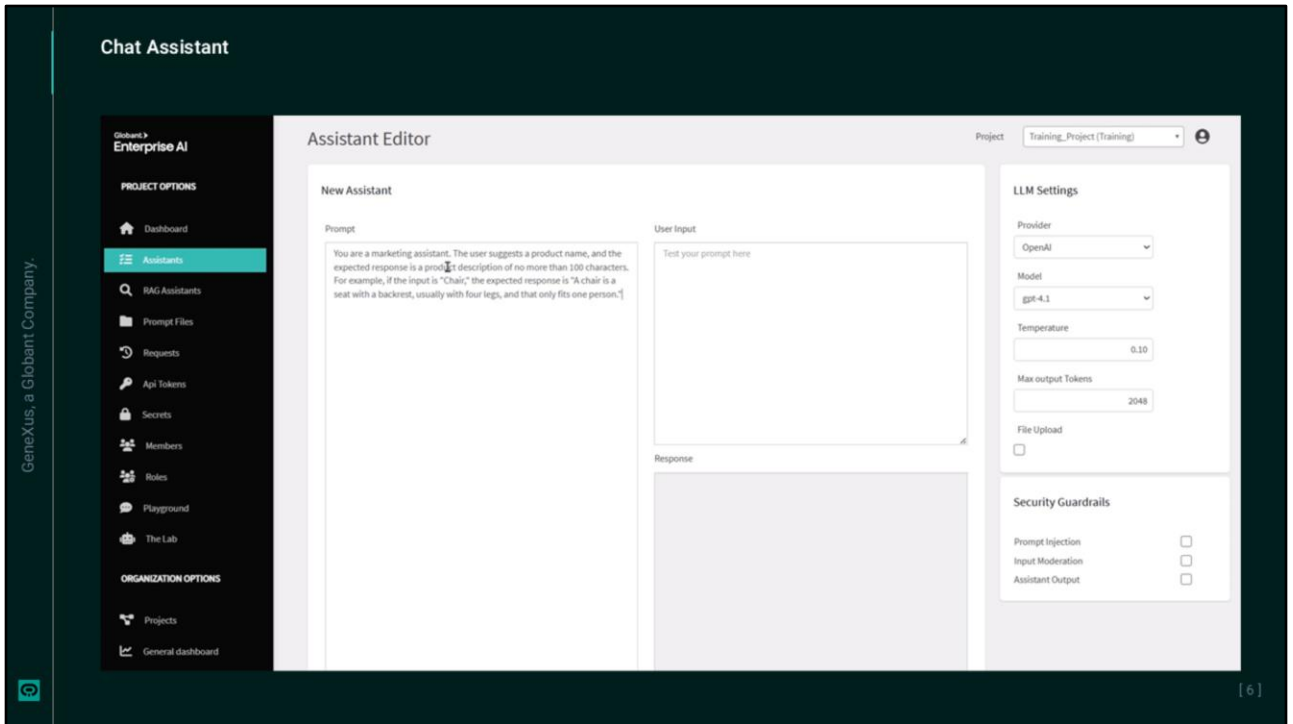 Chat Assistant
Globant>
Enterprise AI
PROJECT OPTIONS
Dashboard
Assistants
RAG Assistants
Prompt Files
Requests
Api Tokens
Secrets
Members
Roles
Playground
The Lab
ORGANIZATION OPTIONS
Projects
General dashboard
Assistant Editor
Project
Training_Project (Training)
New Assistant
Prompt
You are a marketing assistant. The user suggests a product name, and the
expected response is a product description of no more than 100 characters.
For example, if the input is "Chair," the expected response is "A chair is a
seat with a backrest, usually with four legs, and that only fits one person."
User Input
Test your prompt here
Response
LLM Settings
Provider
OpenAI
Model
gpt-4.1
Temperature
0.10
Max output Tokens
2048
File Upload
Security Guardrails
Prompt Injection
Input Moderation
Assistant Output
GeneXus, a Globant Company.
[ 6 ]